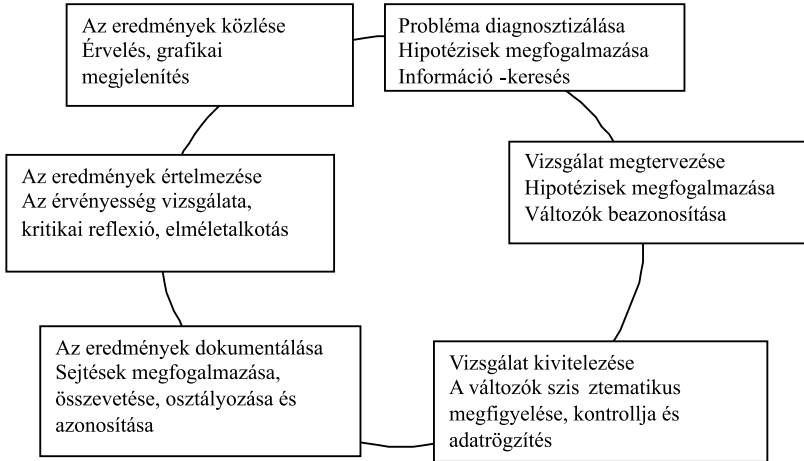 Az eredmények közlése
Érvelés, grafikai
megjelenítés
Probléma diagnosztizálása
Hipotézisek megfogalmazása
Információ -keresés
Vizsgálat megtervezése
Hipotézisek megfogalmazása
Változók beazonosítása
Vizsgálat kivitelezése
A változók szis ztematikus
megfigyelése, kontrollja és
adatrögzítés
Az eredmények dokumentálása
Sejtések megfogalmazása,
összevetése, osztályozása és
azonosítása
Az eredmények értelmezése
Az érvényesség vizsgálata,
kritikai reflexió, elméletalkotás